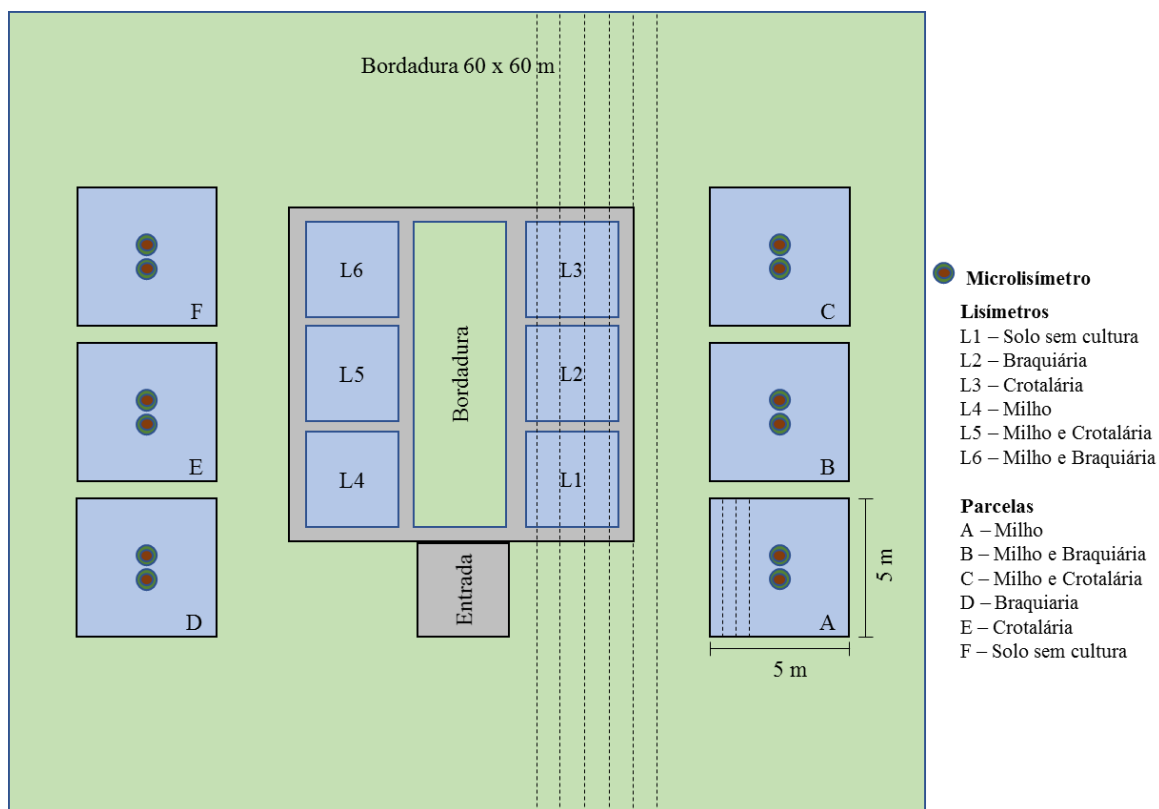 Bordadura 60 x 60 m
F
E
D
L6
L5
L4
Bordadura
L3
L2
L1
Entrada
C
B
A
5 m
5 m
Microlisímetro
Lisímetros
L1 – Solo sem cultura
L2 – Braquiária
L3 – Crotalária
L4 – Milho
L5 – Milho e Crotalária
L6 – Milho e Braquiária
Parcelas
A – Milho
B – Milho e Braquiária
C – Milho e Crotalária
D – Braquiaria
E – Crotalária
F – Solo sem cultura